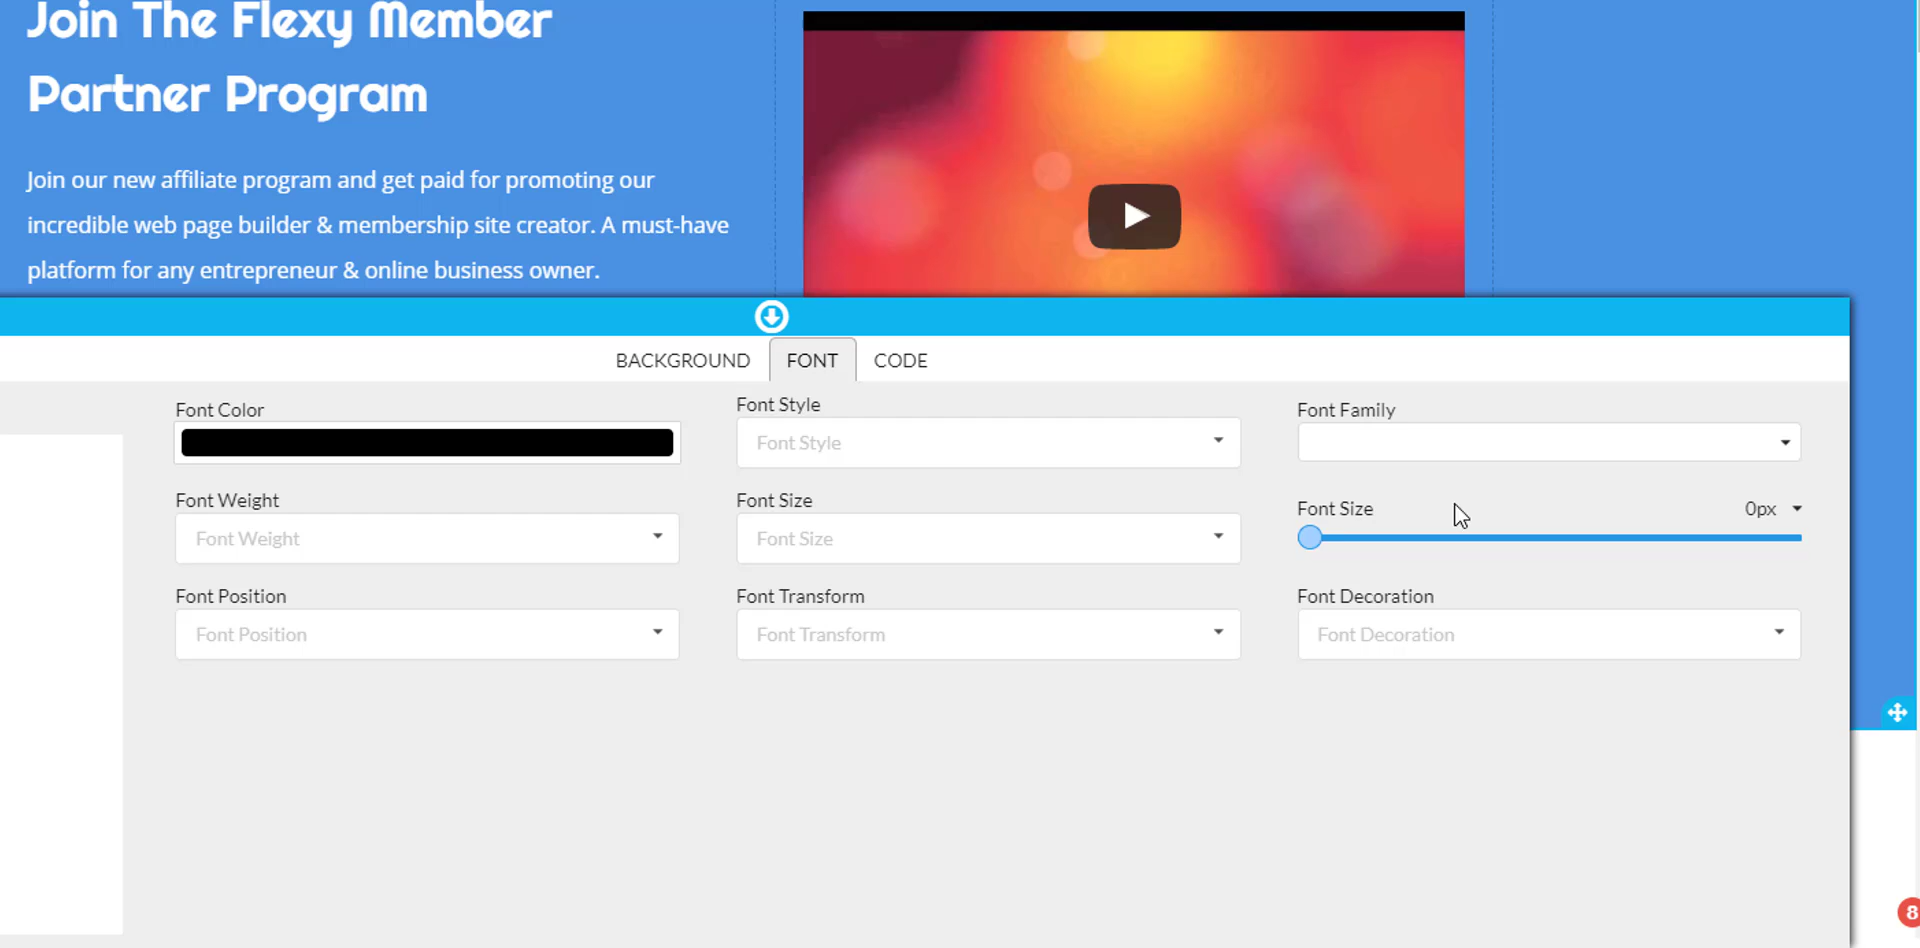 Join The Flexy Member
Partner Program
Join our new affiliate program and get paid for promoting our
incredible web page builder & membership site creator. A must-have
platform for any entrepreneur & online business owner.
BACKGROUND FONT CODE
Font Color
Font Style
Font Style
Font Family
Font Weight
Font Weight
Font Size
Font Size
Font Size 0px
Font Position
Font Position
Font Transform
Font Transform
Font Decoration
Font Decoration
8